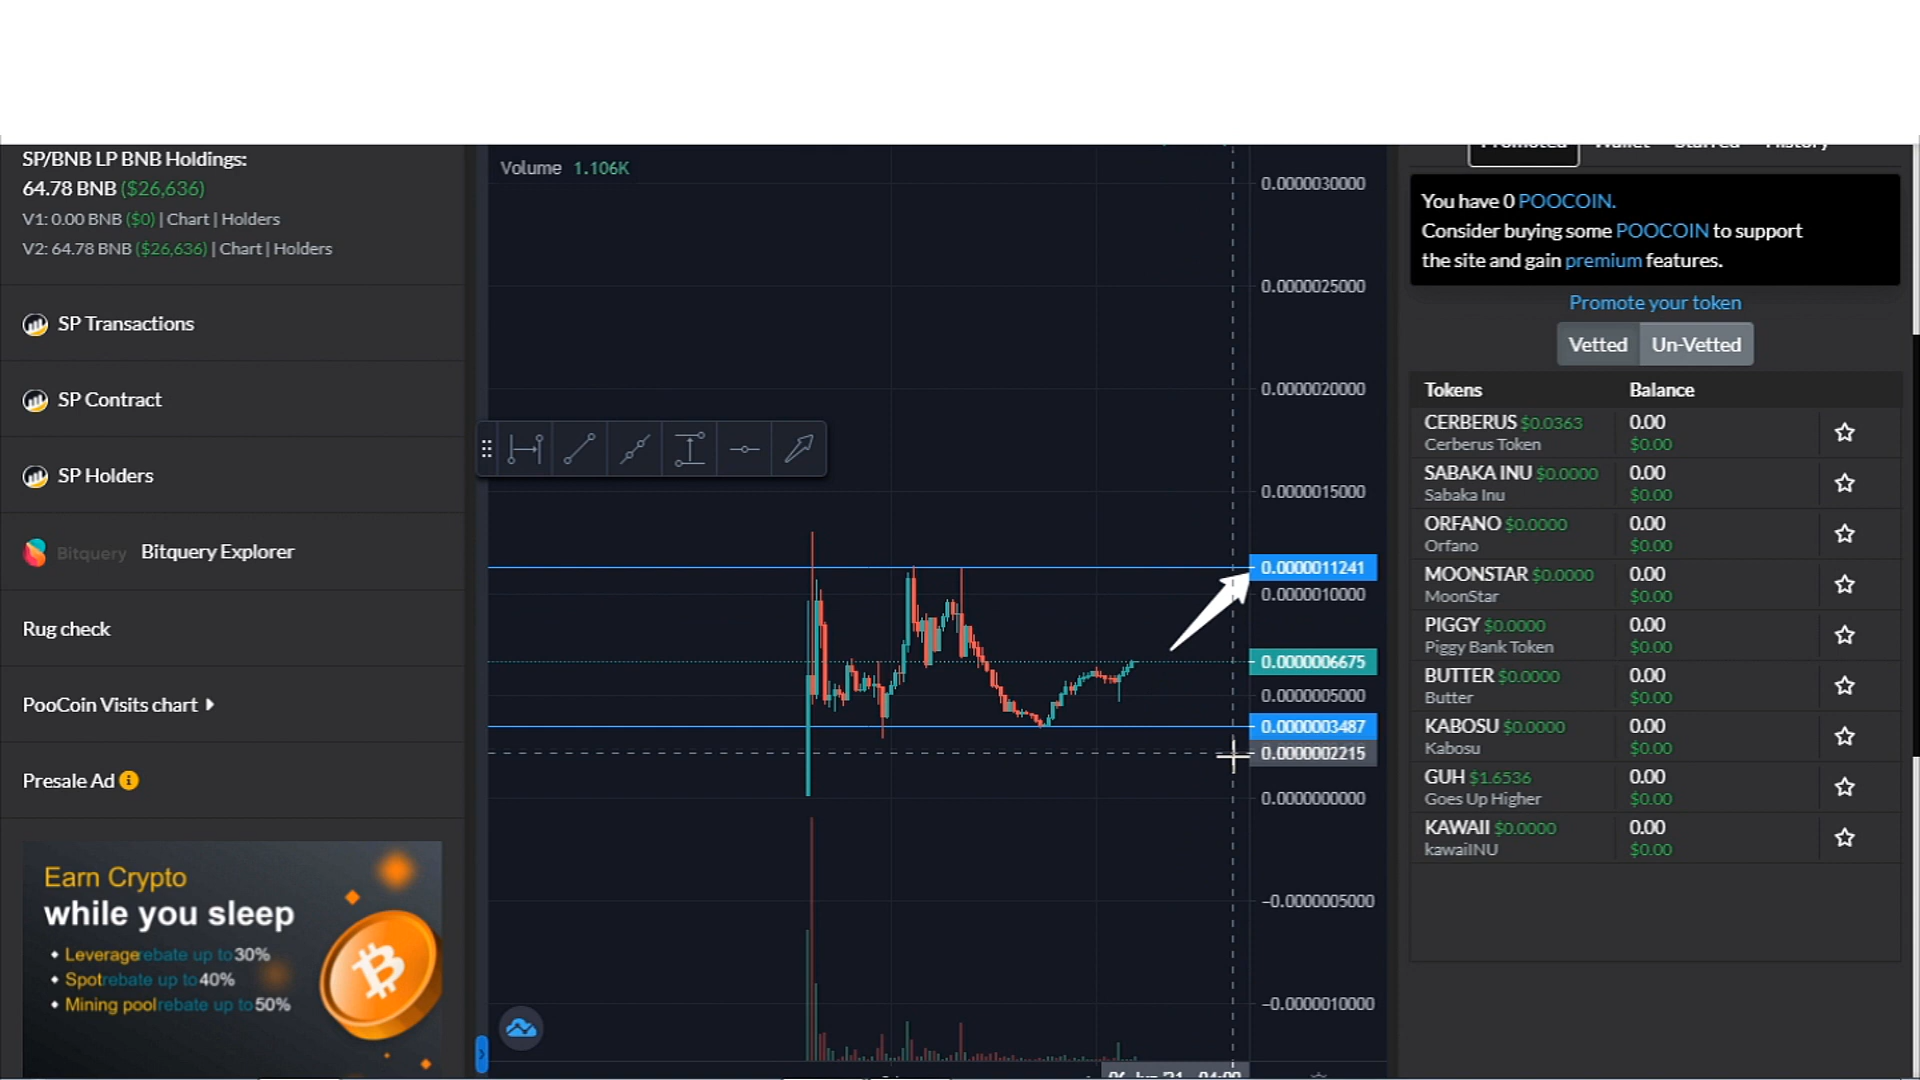 SP/BNB LP BNB Holdings:
64.78 BNB ($26,636)
V1: 0.00 BNB ($0) | Chart | Holders
V2: 64.78 BNB ($26,636) | Chart | Holders
SP Transactions
SP Contract
SP Holders
Bitquery Bitquery Explorer
Rug check
PooCoin Visits chart
Presale Ad
Earn Crypto
while you sleep
Leverage rebate up to 30%
Spot rebate up to 40%
Mining pool rebate up to 50%
Volume 1.106K
0.0000030000
0.0000025000
0.0000020000
0.0000015000
0.0000011241
0.0000010000
0.0000006675
0.0000005000
0.0000003487
0.0000002215
0.0000000000
−0.0000005000
−0.0000010000
Promoted Wallet Starred History
You have 0 POOCOIN.
Consider buying some POOCOIN to support
the site and gain premium features.
Promote your token
Vetted Un-Vetted
Tokens Balance
CERBERUS $0.0363 0.00
Cerberus Token $0.00
SABAKA INU $0.0000 0.00
Sabaka Inu $0.00
ORFANO $0.0000 0.00
Orfano $0.00
MOONSTAR $0.0000 0.00
MoonStar $0.00
PIGGY $0.0000 0.00
Piggy Bank Token $0.00
BUTTER $0.0000 0.00
Butter $0.00
KABOSU $0.0000 0.00
Kabosu $0.00
GUH $1.6536 0.00
Goes Up Higher $0.00
KAWAII $0.0000 0.00
kawaiINU $0.00